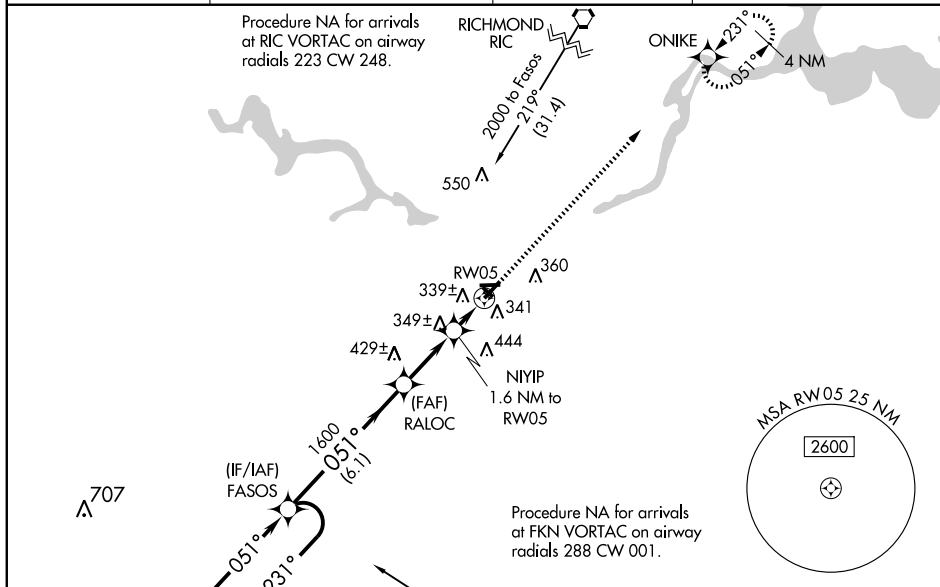 Procedure NA for arrivals
at RIC VORTAC on airway
radials 223 CW 248.
RICHMOND
RIC
2000 to Fasos
219°
(31.4)
ONIKE
231°
051°
4 NM
550
RW05
360
339±
341
349±
444
429±
NIYIP
1.6 NM to
RW05
(FAF)
RALOC
1600
051°
(6.1)
(IF/IAF)
FASOS
707
051°
231°
MSA RW05 25 NM
2600
Procedure NA for arrivals
at FKN VORTAC on airway
radials 288 CW 001.